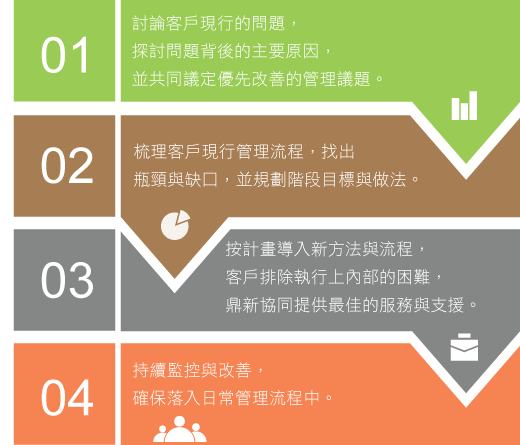 01
討論客戶現行的問題，
探討問題背後的主要原因，
並共同議定優先改善的管理議題。
02
梳理客戶現行管理流程，找出
瓶頸與缺口，並規劃階段目標與做法。
03
按計畫導入新方法與流程，
客戶排除執行上內部的困難，
鼎新協同提供最佳的服務與支援。
04
持續監控與改善，
確保落入日常管理流程中。